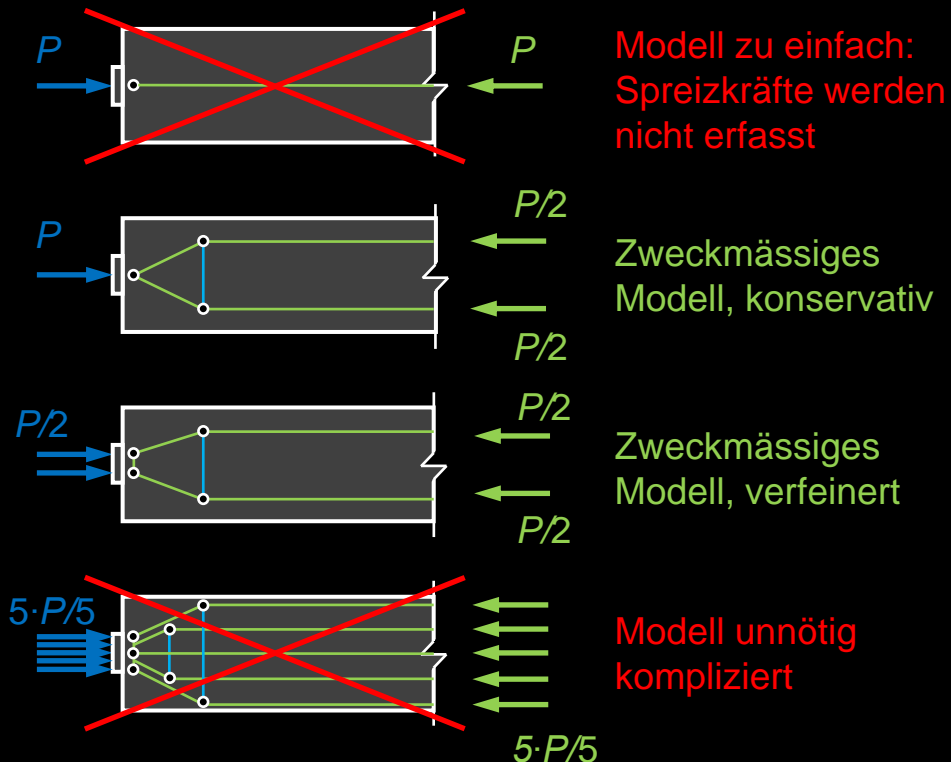 P
P
Modell zu einfach:
Spreizkräfte werden
nicht erfasst
P
P/2
P/2
Zweckmässiges
Modell, konservativ
P/2
P/2
P/2
Zweckmässiges
Modell, verfeinert
5·P/5
5·P/5
Modell unnötig
kompliziert